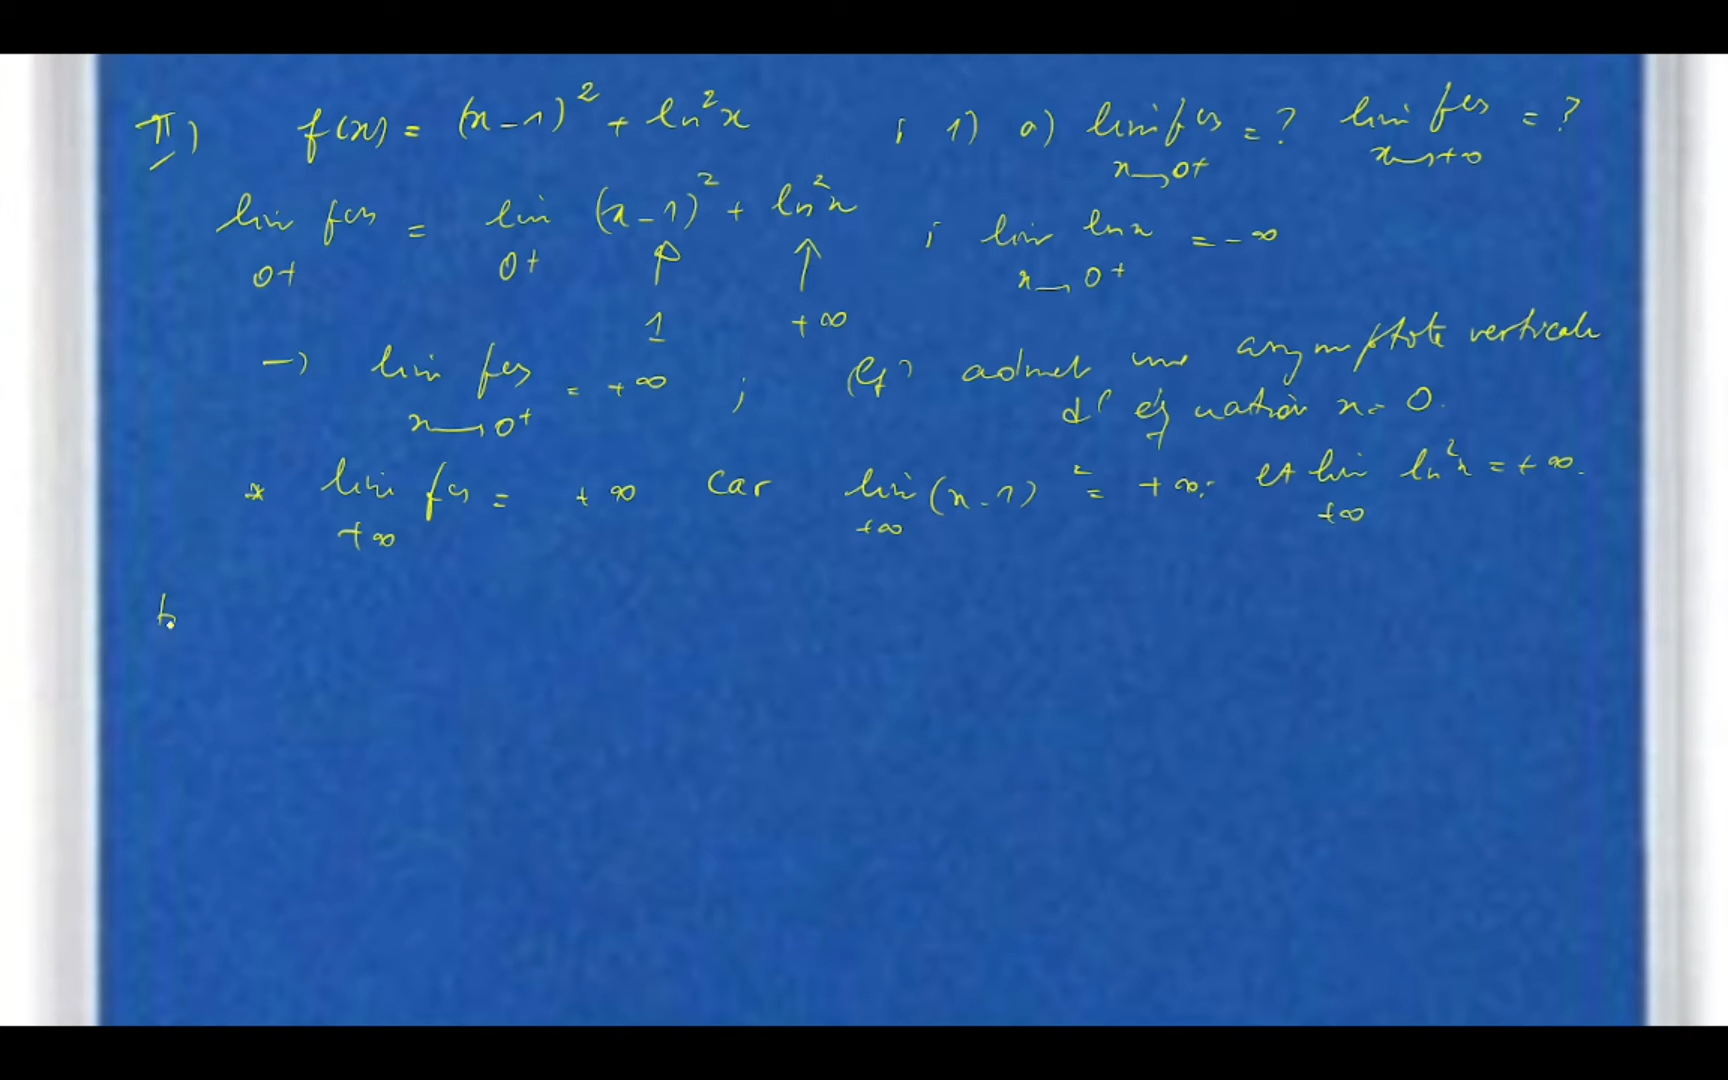 II) f(x) = (x-1)² + ln²x ; 1) a) lim f(x) = ? lim f(x) = ?
x→0+ x→+∞
lim f(x) = lim (x-1)² + ln²x ; lim ln x = -∞
0+ 0+ ↑ ↑ x→0+
1 +∞
→ lim f(x) = +∞ ; (Cf) admet une asymptote verticale
x→0+ d'équation x = 0.
* lim f(x) = +∞ car lim (x-1)² = +∞. et lim ln²x = +∞.
+∞ +∞ +∞
b